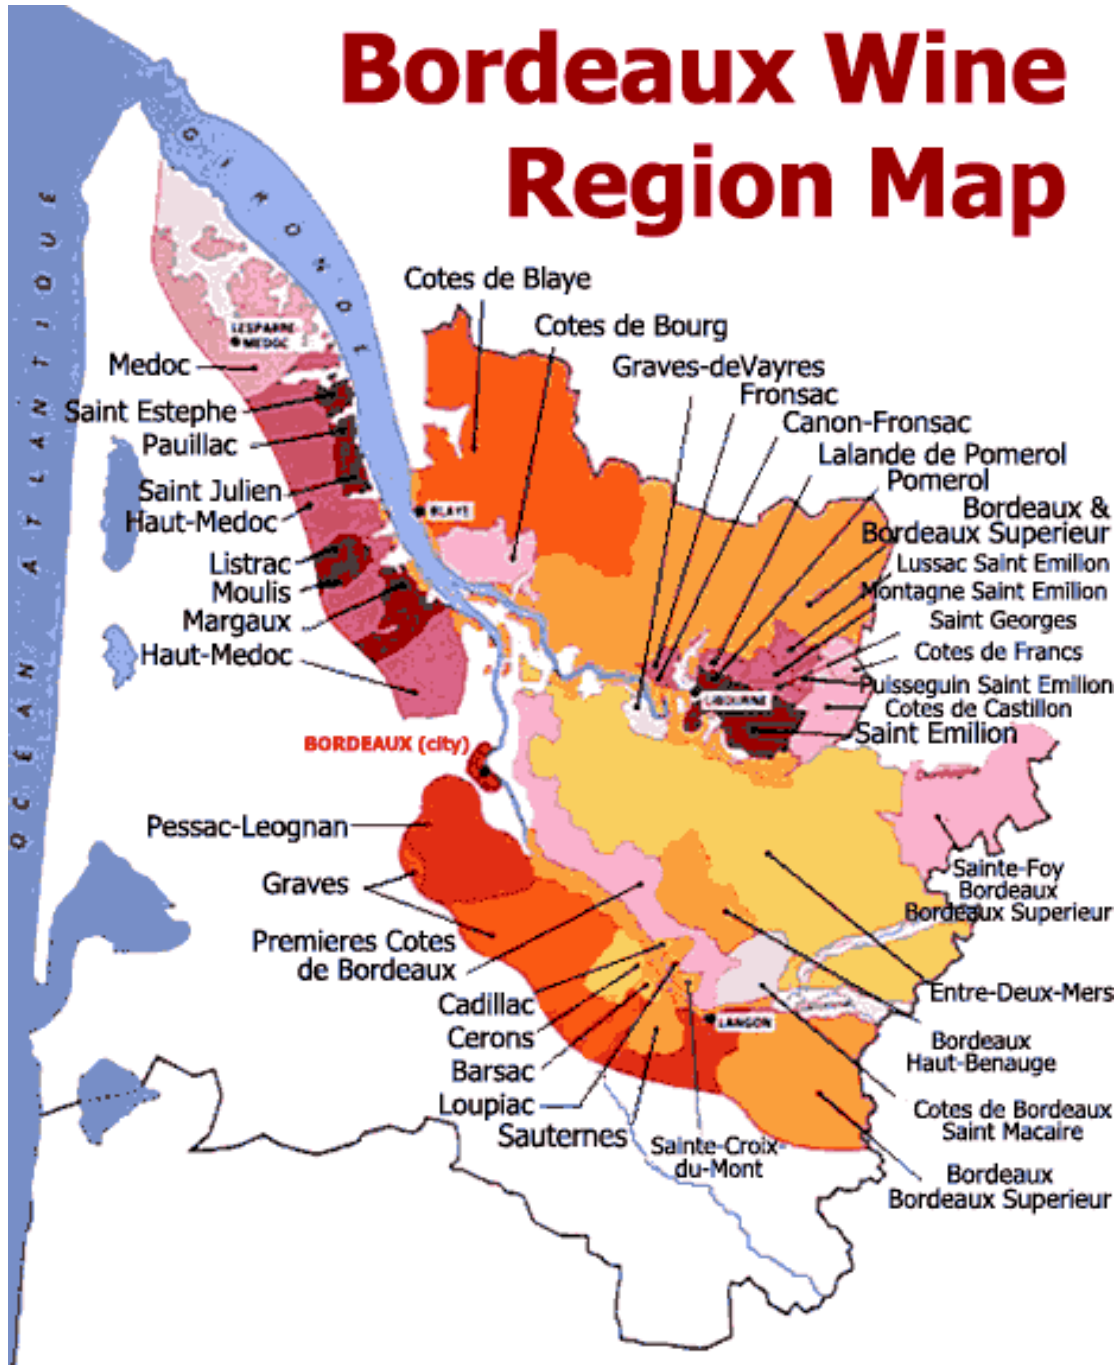 Bordeaux Wine
Region Map
GIRONDE
OCÉAN ATLANTIQUE
Cotes de Blaye
Cotes de Bourg
Graves-deVayres
Fronsac
Canon-Fronsac
Lalande de Pomerol
Pomerol
Bordeaux &
Bordeaux Superieur
Lussac Saint Emilion
Montagne Saint Emilion
Saint Georges
Cotes de Francs
Puisseguin Saint Emilion
Cotes de Castillon
Saint Emilion
LESPARRE
MEDOC
Medoc
Saint Estephe
Pauillac
Saint Julien
Haut-Medoc
Listrac
Moulis
Margaux
Haut-Medoc
BLAYE
LIBOURNE
BORDEAUX (city)
Pessac-Leognan
Graves
Premieres Cotes
de Bordeaux
Cadillac
Cerons
Barsac
Loupiac
Sauternes
LANGON
Sainte-Croix-
du-Mont
Sainte-Foy
Bordeaux
Bordeaux Superieur
Entre-Deux-Mers
Bordeaux
Haut-Benauge
Cotes de Bordeaux
Saint Macaire
Bordeaux
Bordeaux Superieur